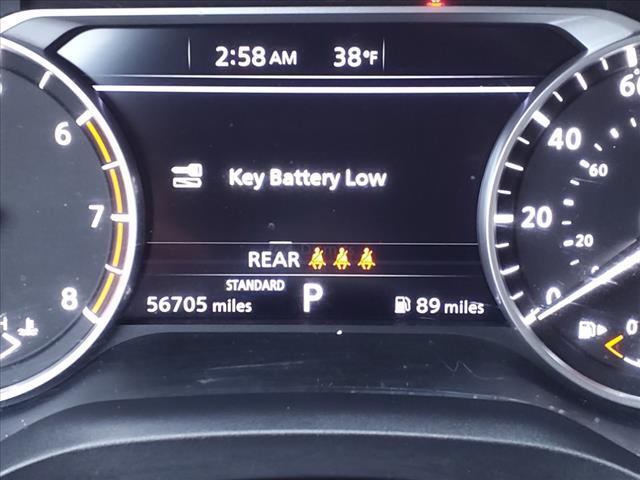 2:58 AM 38°F
Key Battery Low
REAR
STANDARD
56705 miles P 89 miles
6
7
8
H
0
20
40
60
20
60
0